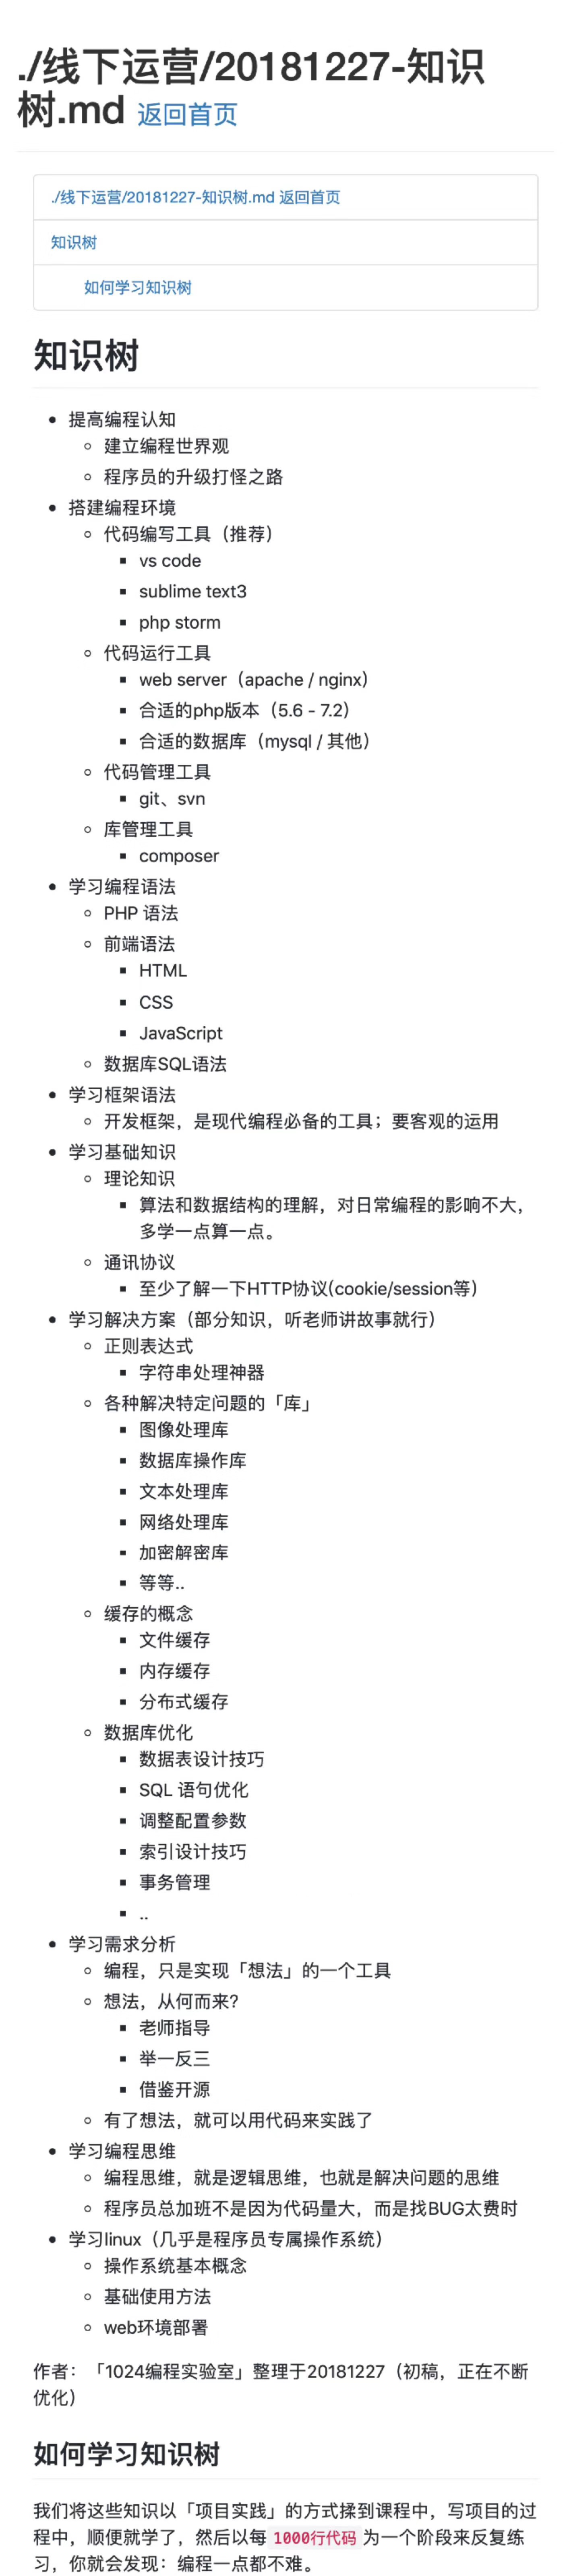 ./线下运营/20181227-知识
树.md 返回首页
./线下运营/20181227-知识树.md 返回首页
知识树
如何学习知识树
知识树
提高编程认知
建立编程世界观
程序员的升级打怪之路
搭建编程环境
代码编写工具（推荐）
vs code
sublime text3
php storm
代码运行工具
web server（apache / nginx）
合适的php版本（5.6 - 7.2）
合适的数据库（mysql / 其他）
代码管理工具
git、svn
库管理工具
composer
学习编程语法
PHP 语法
前端语法
HTML
CSS
JavaScript
数据库SQL语法
学习框架语法
开发框架，是现代编程必备的工具；要客观的运用
学习基础知识
理论知识
算法和数据结构的理解，对日常编程的影响不大，
多学一点算一点。
通讯协议
至少了解一下HTTP协议(cookie/session等)
学习解决方案（部分知识，听老师讲故事就行）
正则表达式
字符串处理神器
各种解决特定问题的「库」
图像处理库
数据库操作库
文本处理库
网络处理库
加密解密库
等等..
缓存的概念
文件缓存
内存缓存
分布式缓存
数据库优化
数据表设计技巧
SQL 语句优化
调整配置参数
索引设计技巧
事务管理
..
学习需求分析
编程，只是实现「想法」的一个工具
想法，从何而来?
老师指导
举一反三
借鉴开源
有了想法，就可以用代码来实践了
学习编程思维
编程思维，就是逻辑思维，也就是解决问题的思维
程序员总加班不是因为代码量大，而是找BUG太费时
学习linux（几乎是程序员专属操作系统）
操作系统基本概念
基础使用方法
web环境部署
作者：「1024编程实验室」整理于20181227（初稿，正在不断
优化）
如何学习知识树
我们将这些知识以「项目实践」的方式揉到课程中，写项目的过
程中，顺便就学了，然后以每 1000行代码 为一个阶段来反复练
习，你就会发现：编程一点都不难。